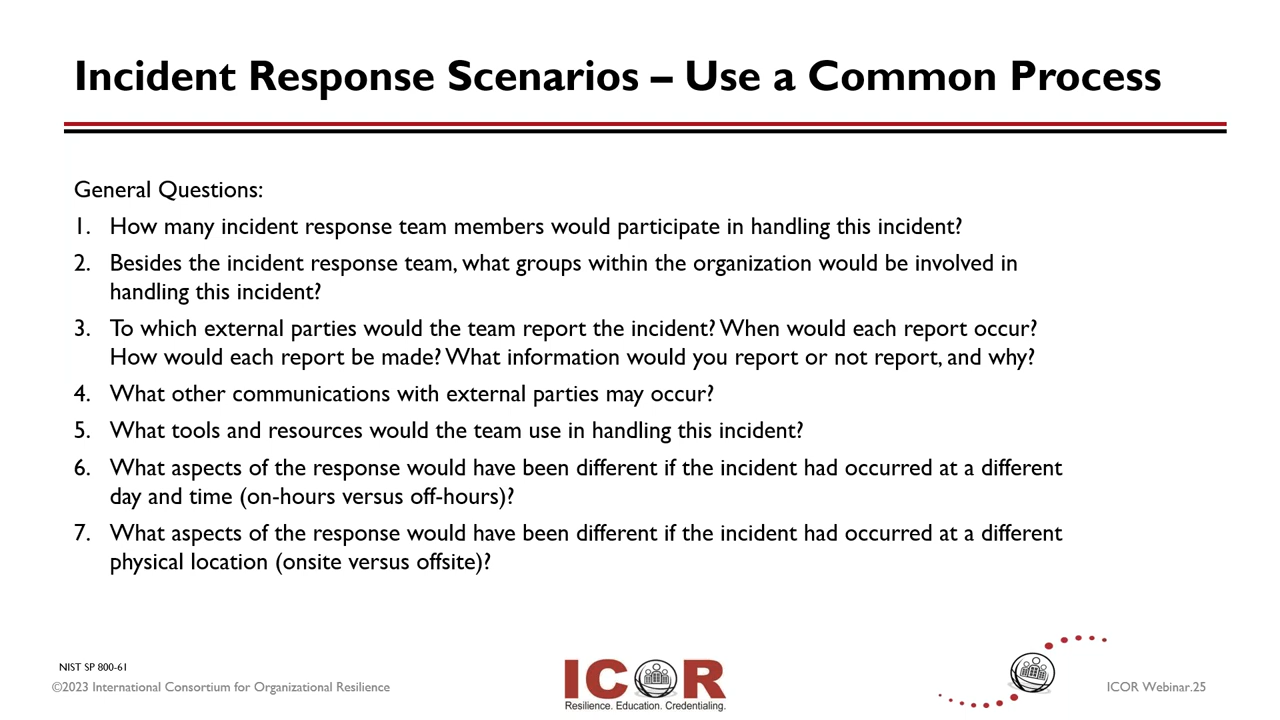 Incident Response Scenarios – Use a Common Process
General Questions:
1. How many incident response team members would participate in handling this incident?
2. Besides the incident response team, what groups within the organization would be involved in
handling this incident?
3. To which external parties would the team report the incident? When would each report occur?
How would each report be made? What information would you report or not report, and why?
4. What other communications with external parties may occur?
5. What tools and resources would the team use in handling this incident?
6. What aspects of the response would have been different if the incident had occurred at a different
day and time (on-hours versus off-hours)?
7. What aspects of the response would have been different if the incident had occurred at a different
physical location (onsite versus offsite)?
NIST SP 800-61
©2023 International Consortium for Organizational Resilience
ICOR
Resilience. Education. Credentialing.
ICOR Webinar.25